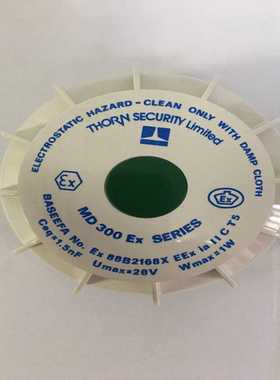 ELECTROSTATIC HAZARD-CLEAN ONLY WITH DAMP CLOTH
THORN SECURITY Limited
Ex
Ex
MD 300 Ex SERIES
BASEEFA No. Ex 88B2168X EEx ia II C T5
Ceq=1.5nF Umax=28V Wmax=1W